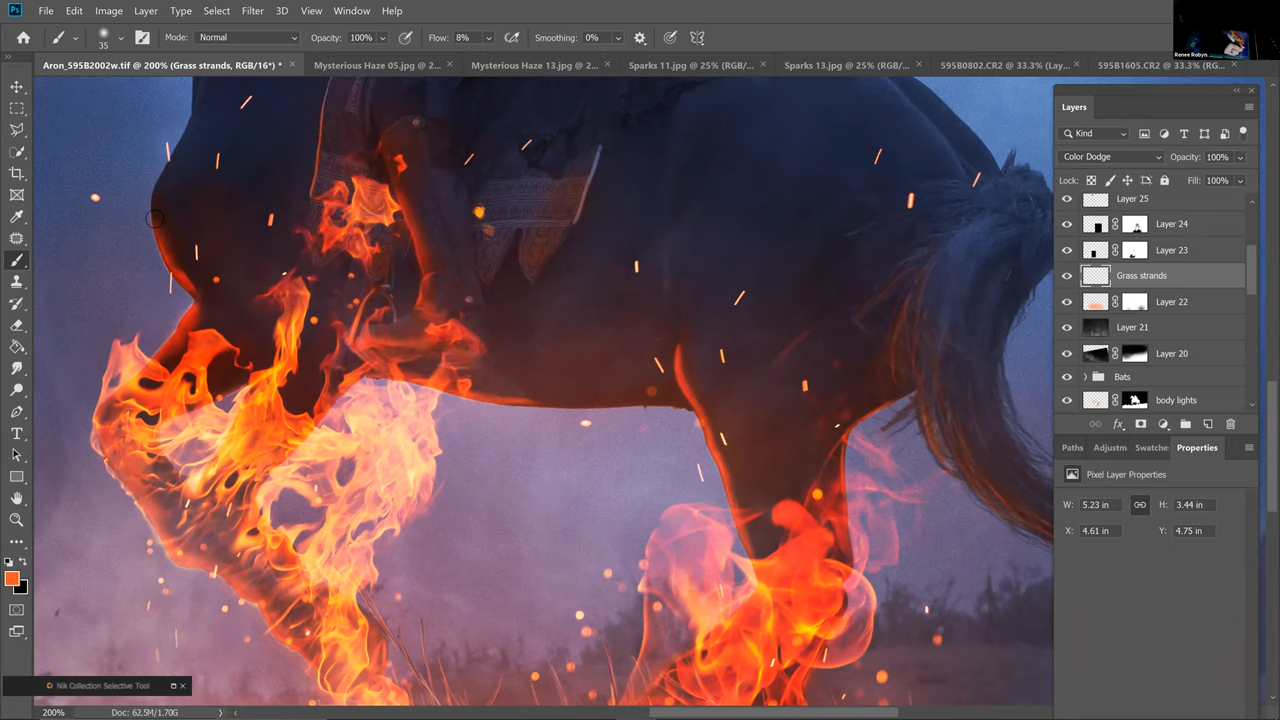 Ps File Edit Image Layer Type Select Filter 3D View Window Help
35 Mode: Normal Opacity: 100% Flow: 8% Smoothing: 0%
Renee Robyn
Aron_595B2002w.tif @ 200% (Grass strands, RGB/16*) * × Mysterious Haze 05.jpg @ 2... × Mysterious Haze 13.jpg @ 2... × Sparks 11.jpg @ 25% (RGB/... × Sparks 13.jpg @ 25% (RGB/... × 595B0802.CR2 @ 33.3% (Lay... × 595B1605.CR2 @ 33.3% (RG... ×
Layers
Kind
Color Dodge Opacity: 100%
Lock: Fill: 100%
Layer 25
Layer 24
Layer 23
Grass strands
Layer 22
Layer 21
Layer 20
Bats
body lights
fx
Paths Adjustm Swatche Properties
Pixel Layer Properties
W: 5.23 in H: 3.44 in
X: 4.61 in Y: 4.75 in
Nik Collection Selective Tool
200% Doc: 62.5M/1.70G